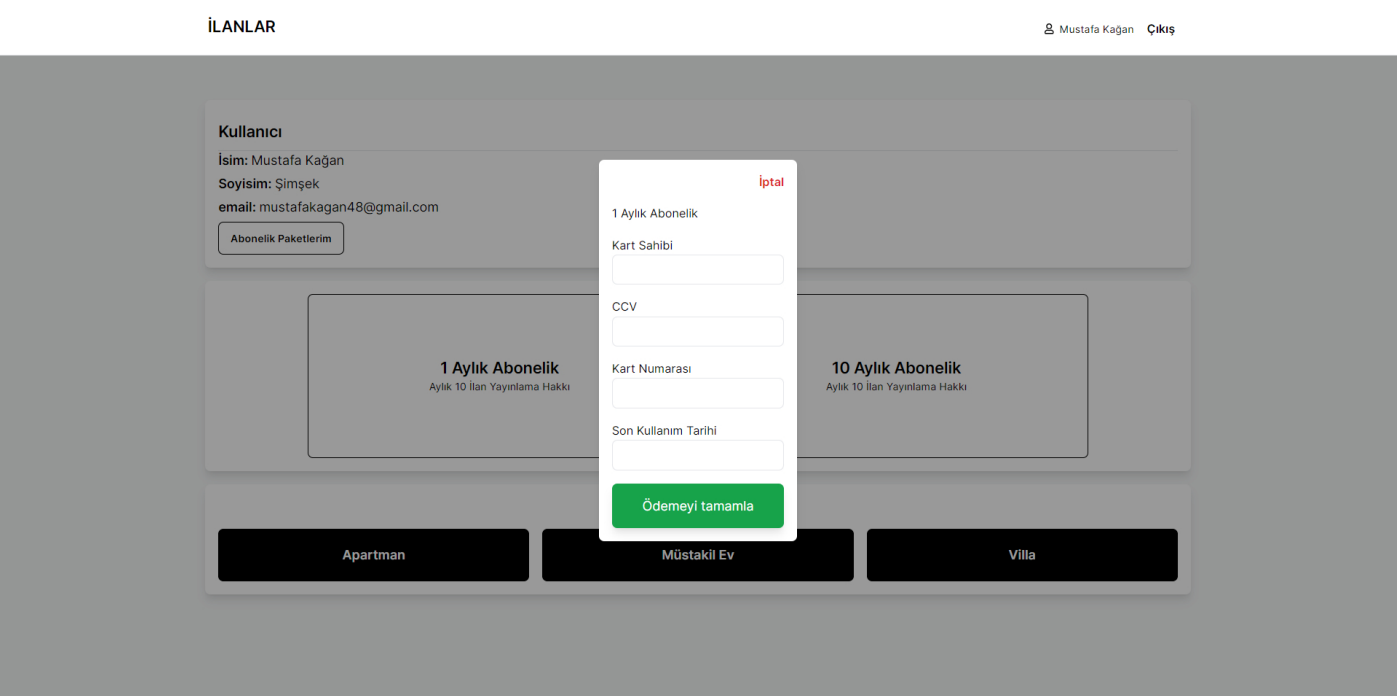 İLANLAR
Mustafa Kağan Çıkış
Kullanıcı
İsim: Mustafa Kağan
Soyisim: Şimşek
email: mustafakagan48@gmail.com
Abonelik Paketlerim
İptal
1 Aylık Abonelik
Kart Sahibi
CCV
Kart Numarası
Son Kullanım Tarihi
Ödemeyi tamamla
1 Aylık Abonelik
Aylık 10 İlan Yayınlama Hakkı
10 Aylık Abonelik
Aylık 10 İlan Yayınlama Hakkı
Apartman
Müstakil Ev
Villa